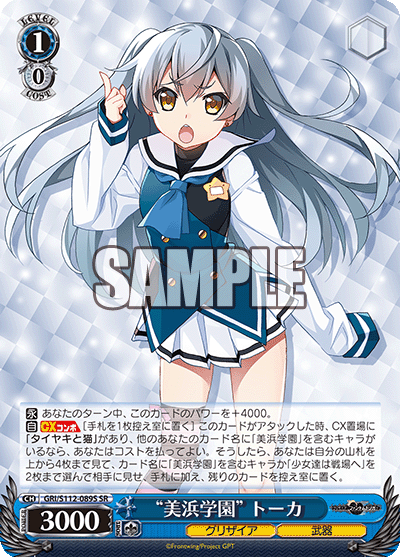 LEVEL
1
0
COST
SAMPLE
永 あなたのターン中、このカードのパワーを+4000。
自 CXコンボ [手札を1枚控え室に置く] このカードがアタックした時、CX置場に
「タイヤキと猫」があり、他のあなたのカード名に「美浜学園」を含むキャラが
いるなら、あなたはコストを払ってよい。そうしたら、あなたは自分の山札の
上から4枚まで見て、カード名に「美浜学園」を含むキャラか「少女達は戦場へ」を
2枚まで選んで相手に見せ、手札に加え、残りのカードを控え室に置く。
CH GRI/S112-089S SR
POWER
3000
“美浜学園” トーカ
グリザイア
武器
©Frontwing/Project GPT